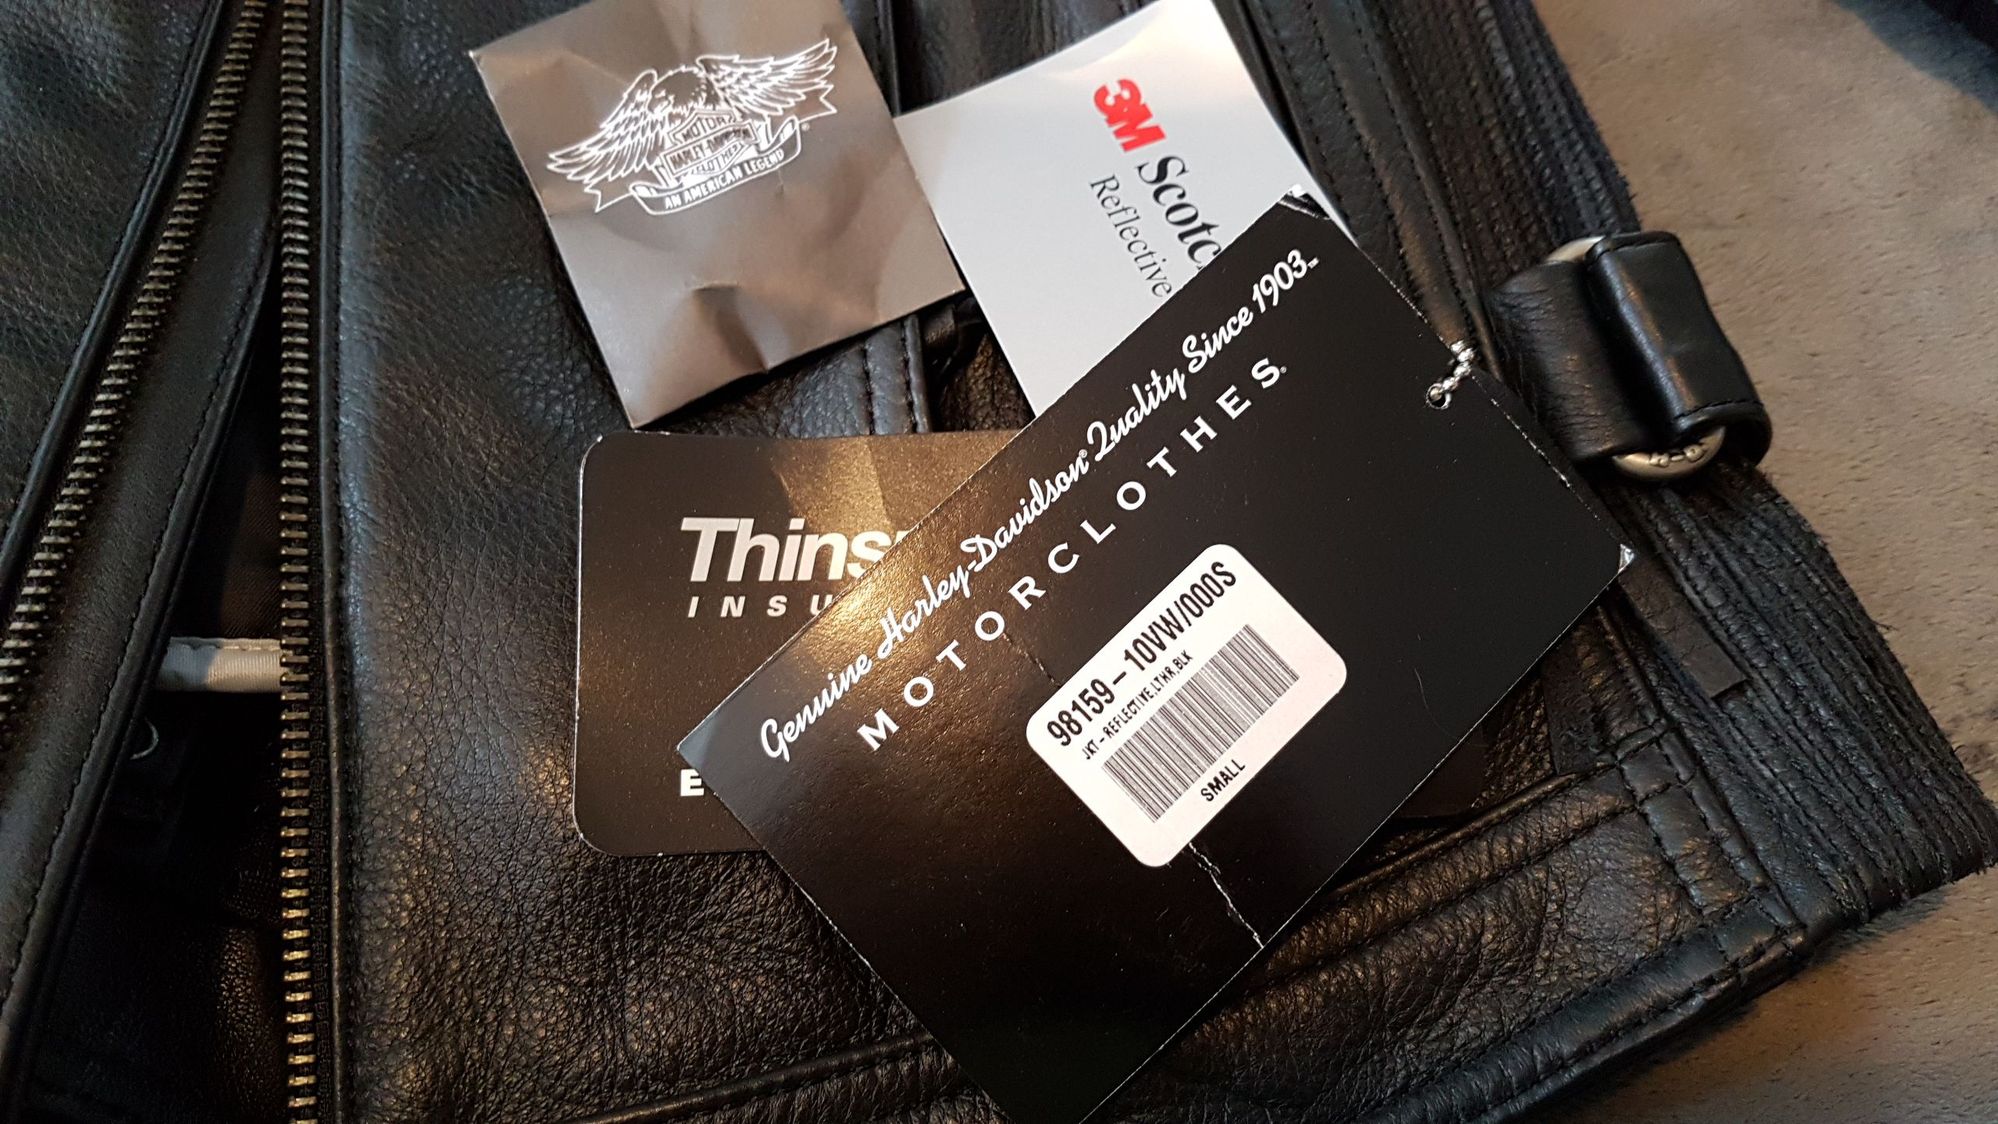 MOTOR
HARLEY-DAVIDSON
CLOTHES
AN AMERICAN LEGEND
3M
Scotc
Reflective
Thins
INSU
E
Genuine Harley-Davidson® Quality Since 1903™
MOTORCLOTHES®
98159-10VW/000S
JKT-REFLECTIVE,LTHR,BLK
SMALL